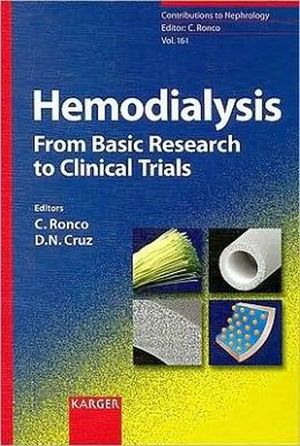 Contributions to Nephrology
Editor: C. Ronco
Vol. 161
Hemodialysis
From Basic Research
to Clinical Trials
Editors
C. Ronco
D.N. Cruz
KARGER